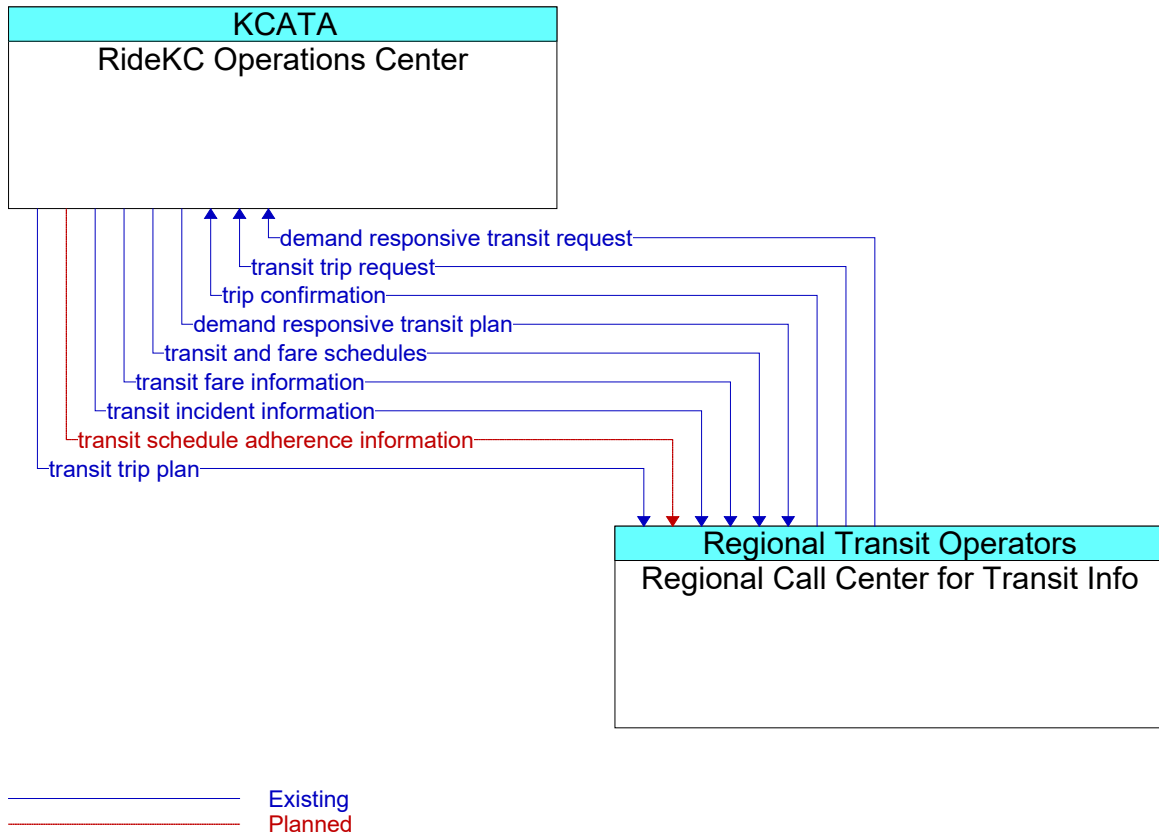 KCATA
RideKC Operations Center
demand responsive transit request
transit trip request
trip confirmation
demand responsive transit plan
transit and fare schedules
transit fare information
transit incident information
transit schedule adherence information
transit trip plan
Regional Transit Operators
Regional Call Center for Transit Info
Existing
Planned